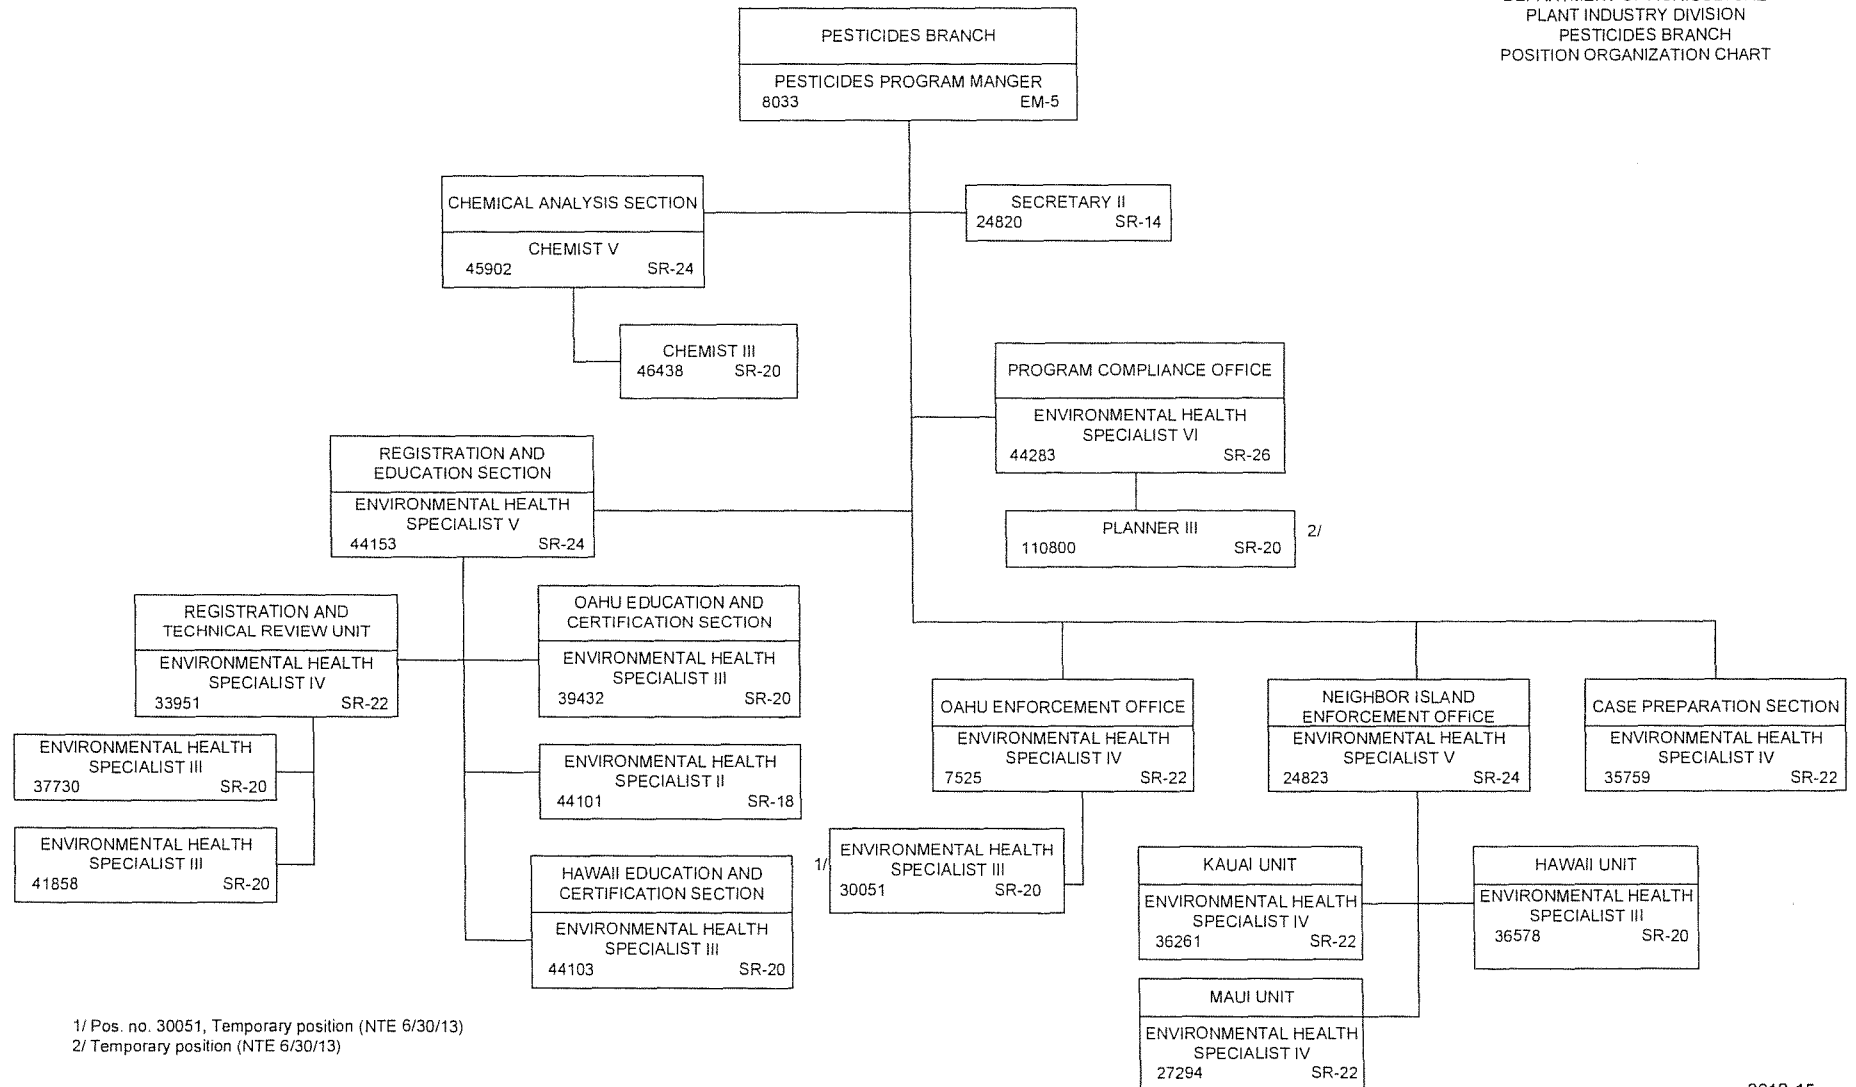 PLANT INDUSTRY DIVISION
PESTICIDES BRANCH
POSITION ORGANIZATION CHART
PESTICIDES BRANCH
PESTICIDES PROGRAM MANGER
8033 EM-5
CHEMICAL ANALYSIS SECTION
CHEMIST V
45902 SR-24
SECRETARY II
24820 SR-14
CHEMIST III
46438 SR-20
PROGRAM COMPLIANCE OFFICE
ENVIRONMENTAL HEALTH
SPECIALIST VI
44283 SR-26
PLANNER III
110800 SR-20
2/
REGISTRATION AND
EDUCATION SECTION
ENVIRONMENTAL HEALTH
SPECIALIST V
44153 SR-24
REGISTRATION AND
TECHNICAL REVIEW UNIT
ENVIRONMENTAL HEALTH
SPECIALIST IV
33951 SR-22
ENVIRONMENTAL HEALTH
SPECIALIST III
37730 SR-20
ENVIRONMENTAL HEALTH
SPECIALIST III
41858 SR-20
OAHU EDUCATION AND
CERTIFICATION SECTION
ENVIRONMENTAL HEALTH
SPECIALIST III
39432 SR-20
ENVIRONMENTAL HEALTH
SPECIALIST II
44101 SR-18
HAWAII EDUCATION AND
CERTIFICATION SECTION
ENVIRONMENTAL HEALTH
SPECIALIST III
44103 SR-20
OAHU ENFORCEMENT OFFICE
ENVIRONMENTAL HEALTH
SPECIALIST IV
7525 SR-22
1/
ENVIRONMENTAL HEALTH
SPECIALIST III
30051 SR-20
NEIGHBOR ISLAND
ENFORCEMENT OFFICE
ENVIRONMENTAL HEALTH
SPECIALIST V
24823 SR-24
CASE PREPARATION SECTION
ENVIRONMENTAL HEALTH
SPECIALIST IV
35759 SR-22
KAUAI UNIT
ENVIRONMENTAL HEALTH
SPECIALIST IV
36261 SR-22
HAWAII UNIT
ENVIRONMENTAL HEALTH
SPECIALIST III
36578 SR-20
MAUI UNIT
ENVIRONMENTAL HEALTH
SPECIALIST IV
27294 SR-22
1/ Pos. no. 30051, Temporary position (NTE 6/30/13)
2/ Temporary position (NTE 6/30/13)